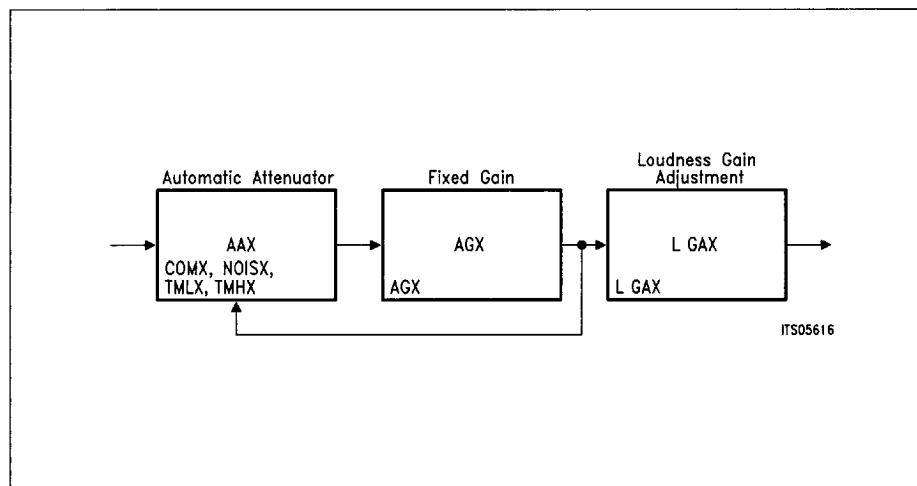 Automatic Attenuator
AAX
COMX, NOISX,
TMLX, TMHX
Fixed Gain
AGX
AGX
Loudness Gain
Adjustment
L GAX
L GAX
ITS05616